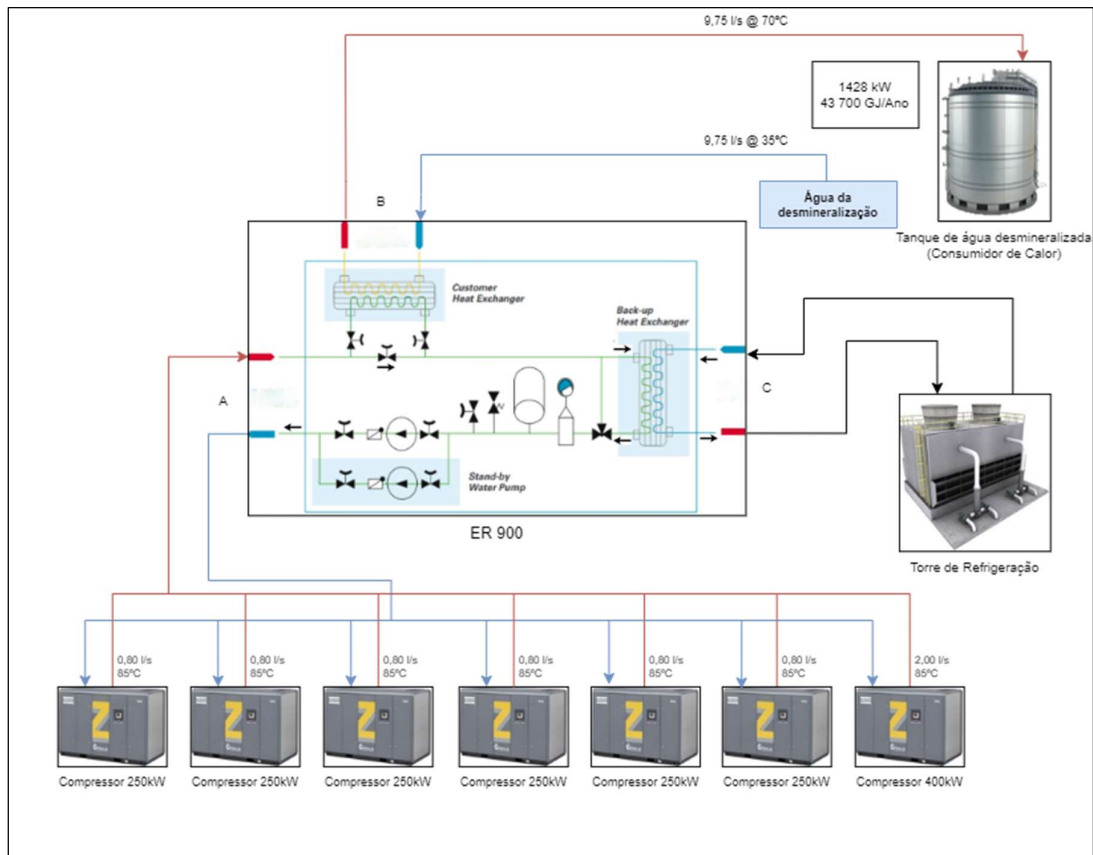 9,75 l/s @ 70ºC
1428 kW
43 700 GJ/Ano
9,75 l/s @ 35ºC
Água da
desmineralização
Tanque de água desmineralizada
(Consumidor de Calor)
B
Customer
Heat Exchanger
Back-up
Heat Exchanger
A
C
Stand-by
Water Pump
ER 900
Torre de Refrigeração
0,80 l/s
85ºC
0,80 l/s
85ºC
0,80 l/s
85ºC
0,80 l/s
85ºC
0,80 l/s
85ºC
0,80 l/s
85ºC
2,00 l/s
85ºC
Z
Z
Z
Z
Z
Z
Z
Compressor 250kW
Compressor 250kW
Compressor 250kW
Compressor 250kW
Compressor 250kW
Compressor 250kW
Compressor 400kW